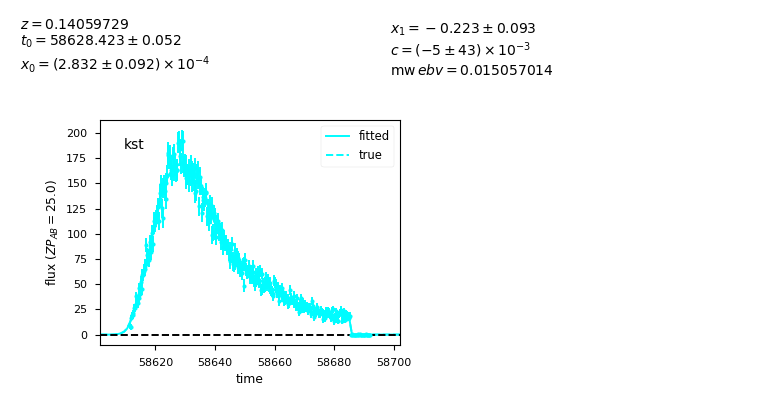 z = 0.14059729
t₀ = 58628.423 ± 0.052
x₀ = (2.832 ± 0.092) × 10⁻⁴
x₁ = −0.223 ± 0.093
c = (−5 ± 43) × 10⁻³
mw ebv = 0.015057014
kst
fitted
true
200
175
150
125
100
75
50
25
0
flux (ZP_AB = 25.0)
58620 58640 58660 58680 58700
time